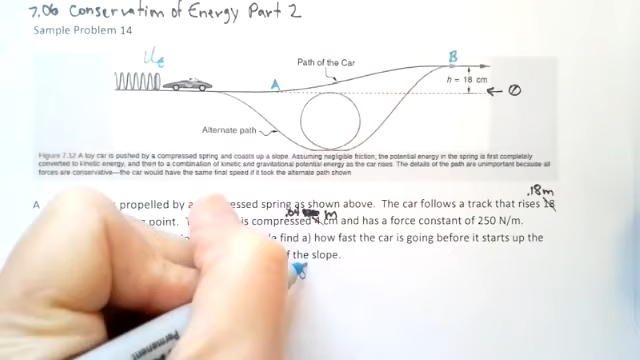 7.06 Conservation of Energy Part 2
Sample Problem 14
Ue
B
Path of the Car
A
h = 18 cm
← 0
Alternate path
Figure 7.12 A toy car is pushed by a compressed spring and coasts up a slope. Assuming negligible friction, the potential energy in the spring is first completely
converted to kinetic energy, and then to a combination of kinetic and gravitational potential energy as the car rises. The details of the path are unimportant because all
forces are conservative—the car would have the same final speed if it took the alternate path shown
.18m
A propelled by a essed spring as shown above. The car follows a track that rises 18
.04 m
point. is compressed 4 cm and has a force constant of 250 N/m.
find a) how fast the car is going before it starts up the
f the slope.
Permanent